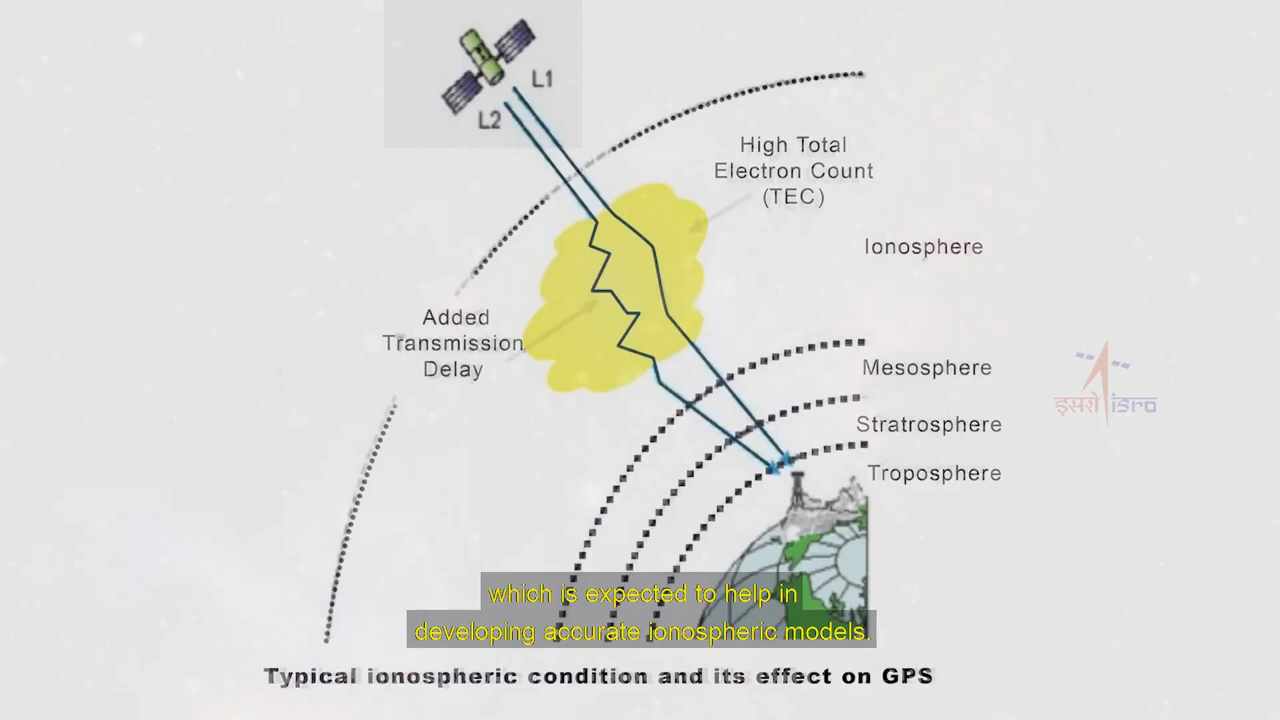 L1
L2
High Total
Electron Count
(TEC)
Ionosphere
Added
Transmission
Delay
Mesosphere
इसरो isro
Stratrosphere
Troposphere
which is expected to help in
developing accurate ionospheric models.
Typical ionospheric condition and its effect on GPS